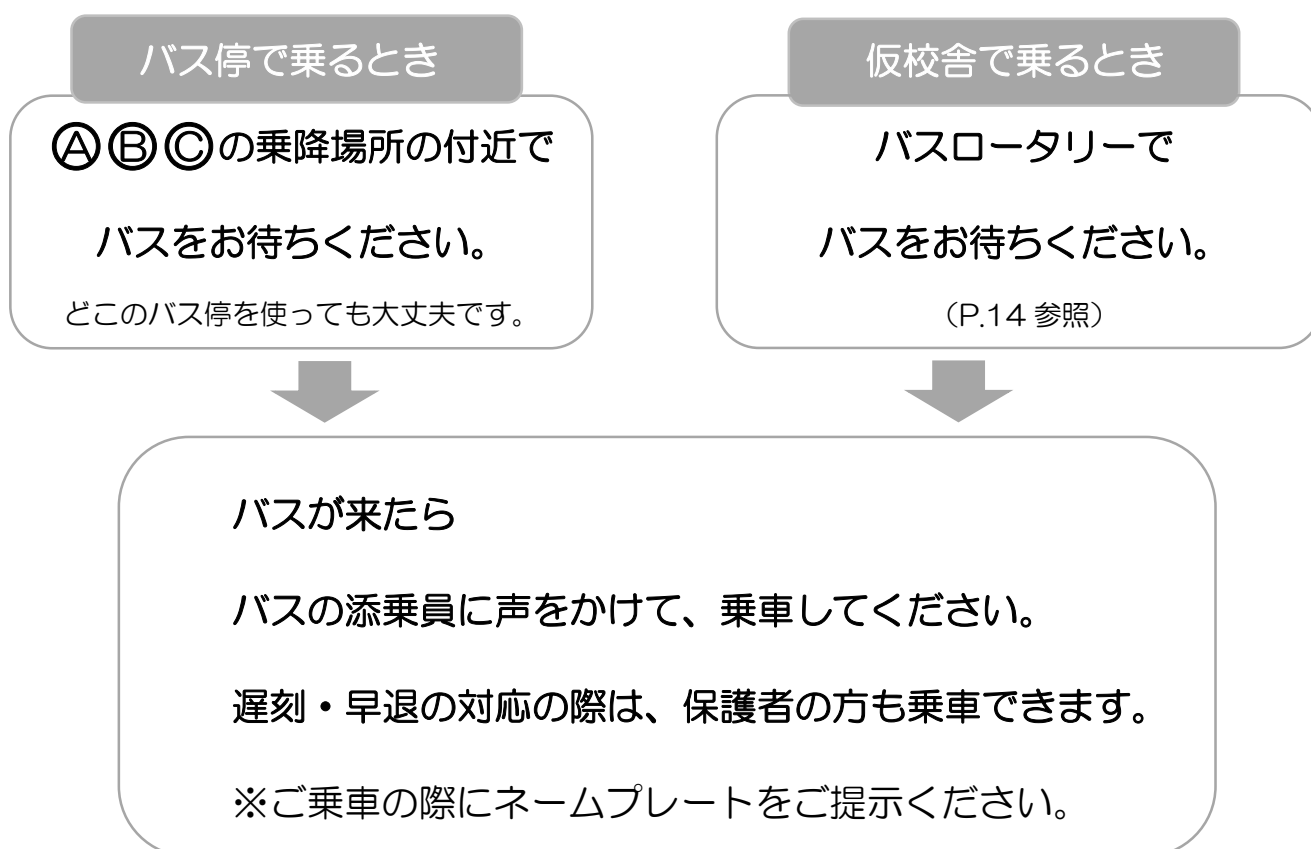 バス停で乗るとき
ⒶⒷⒸの乗降場所の付近で
バスをお待ちください。
どこのバス停を使っても大丈夫です。
仮校舎で乗るとき
バスロータリーで
バスをお待ちください。
（P.14 参照）
バスが来たら
バスの添乗員に声をかけて、乗車してください。
遅刻・早退の対応の際は、保護者の方も乗車できます。
※ご乗車の際にネームプレートをご提示ください。